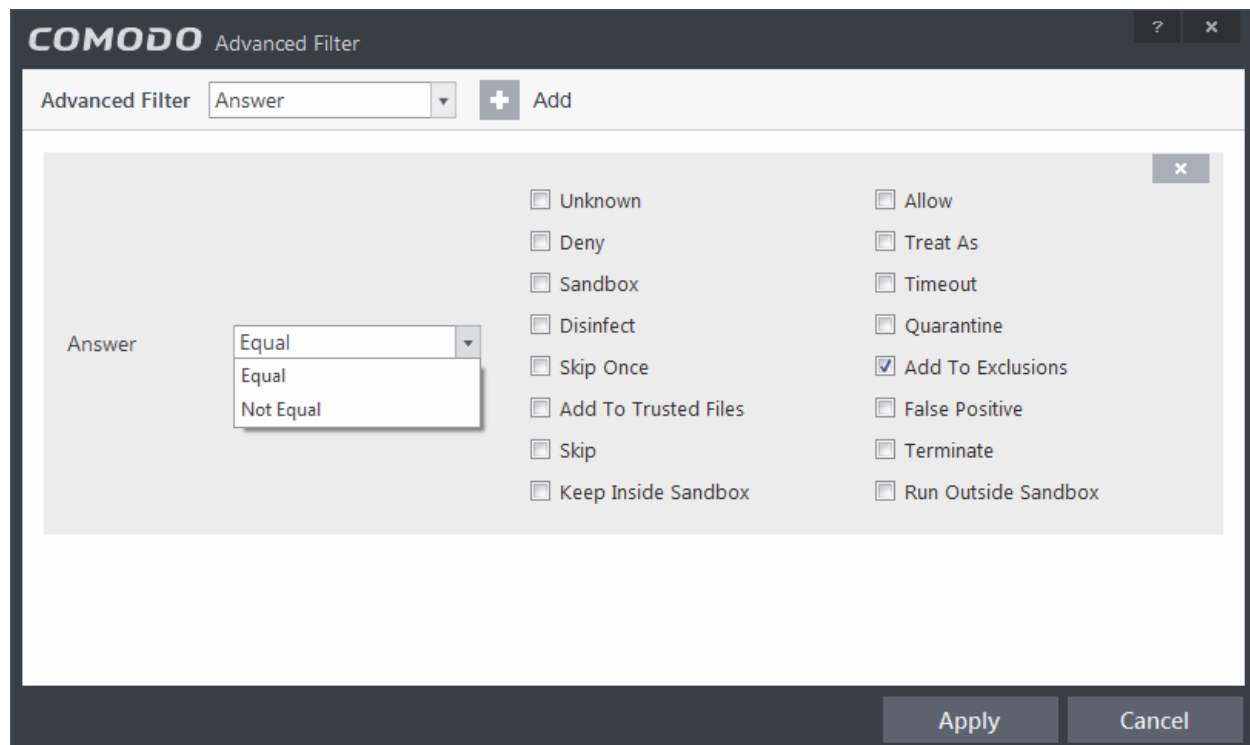 COMODO Advanced Filter ? ×
Advanced Filter Answer + Add
×
Unknown Allow
Deny Treat As
Sandbox Timeout
Disinfect Quarantine
Answer Equal
Equal
Not Equal
Skip Once Add To Exclusions
Add To Trusted Files False Positive
Skip Terminate
Keep Inside Sandbox Run Outside Sandbox
Apply Cancel